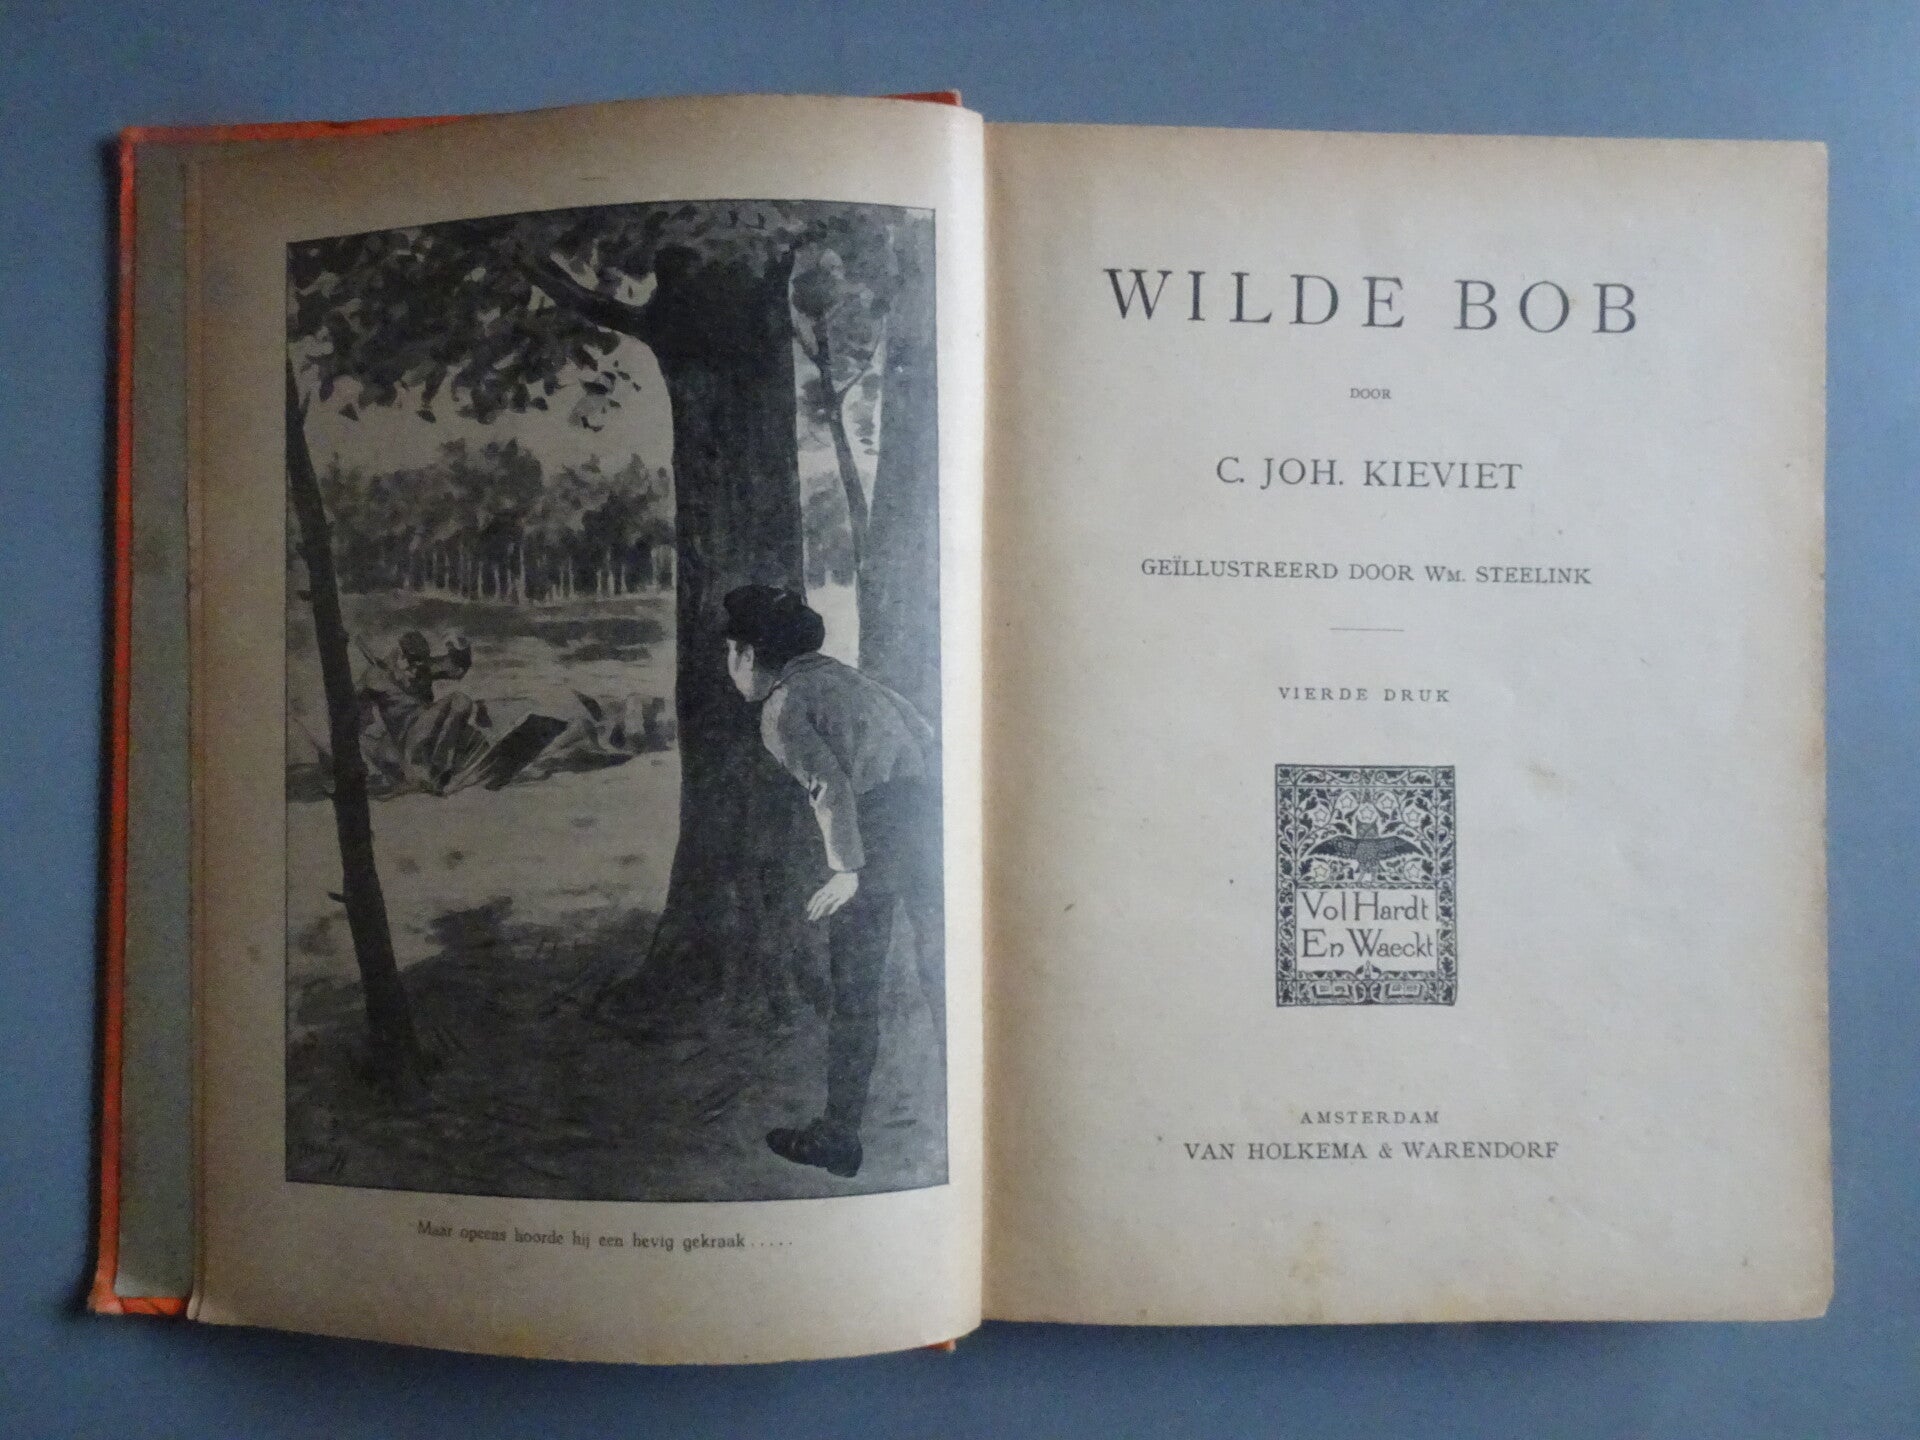 Maar opeens hoorde hij een hevig gekraak .....
WILDE BOB
DOOR
C. JOH. KIEVIET
GEÏLLUSTREERD DOOR WM. STEELINK
VIERDE DRUK
Vol Hardt
En Waeckt
AMSTERDAM
VAN HOLKEMA & WARENDORF